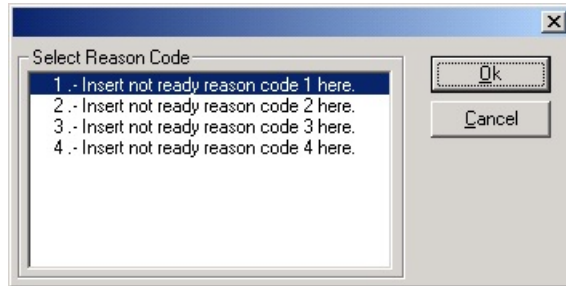 Select Reason Code
1 .- Insert not ready reason code 1 here.
2 .- Insert not ready reason code 2 here.
3 .- Insert not ready reason code 3 here.
4 .- Insert not ready reason code 4 here.
Ok
Cancel